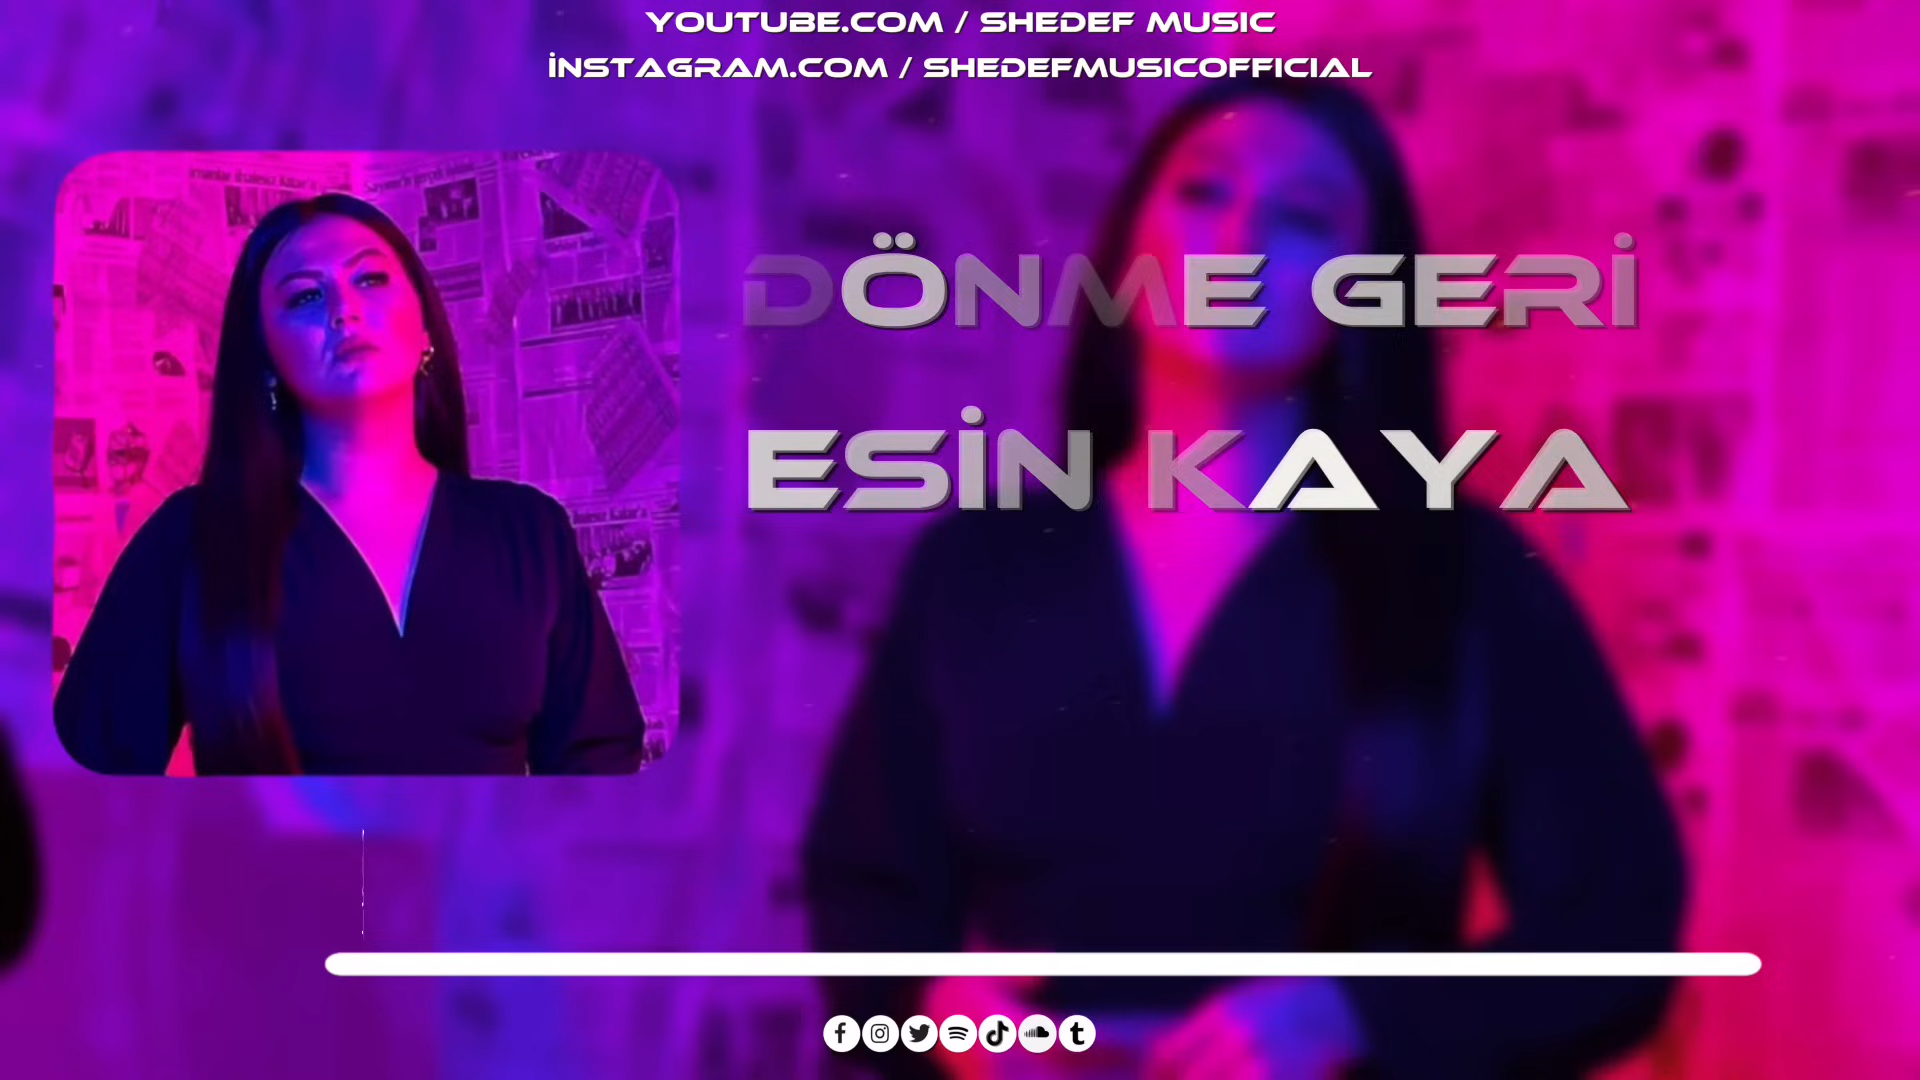 YOUTUBE.COM / SHEDEF MUSIC
İNSTAGRAM.COM / SHEDEFMUSICOFFICIAL
DÖNME GERİ
ESİN KAYA